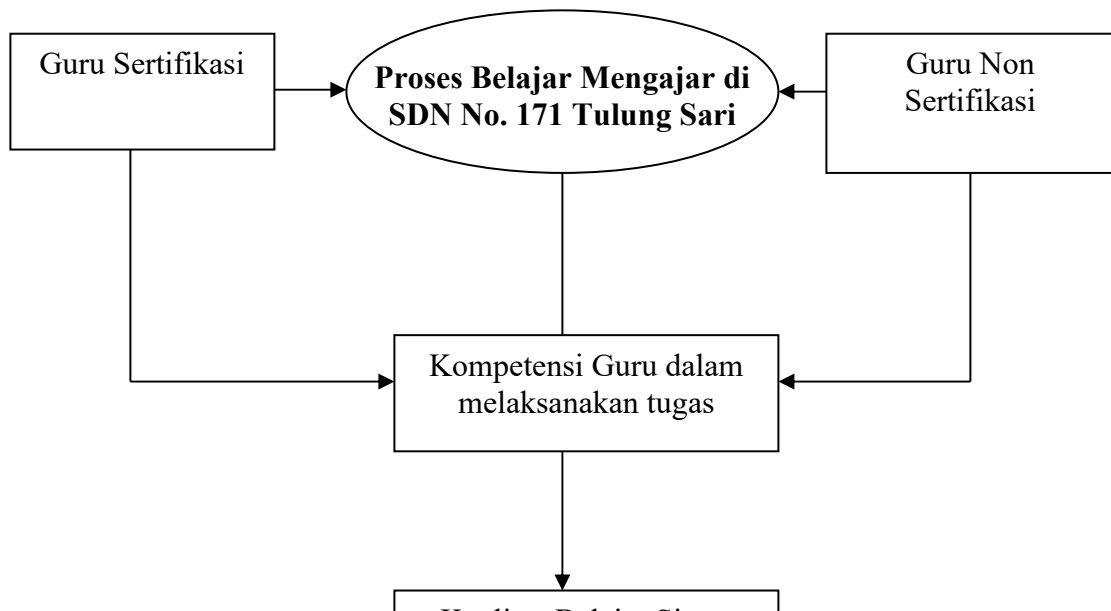 Guru Sertifikasi
Proses Belajar Mengajar di
SDN No. 171 Tulung Sari
Guru Non
Sertifikasi
Kompetensi Guru dalam
melaksanakan tugas
Belajar